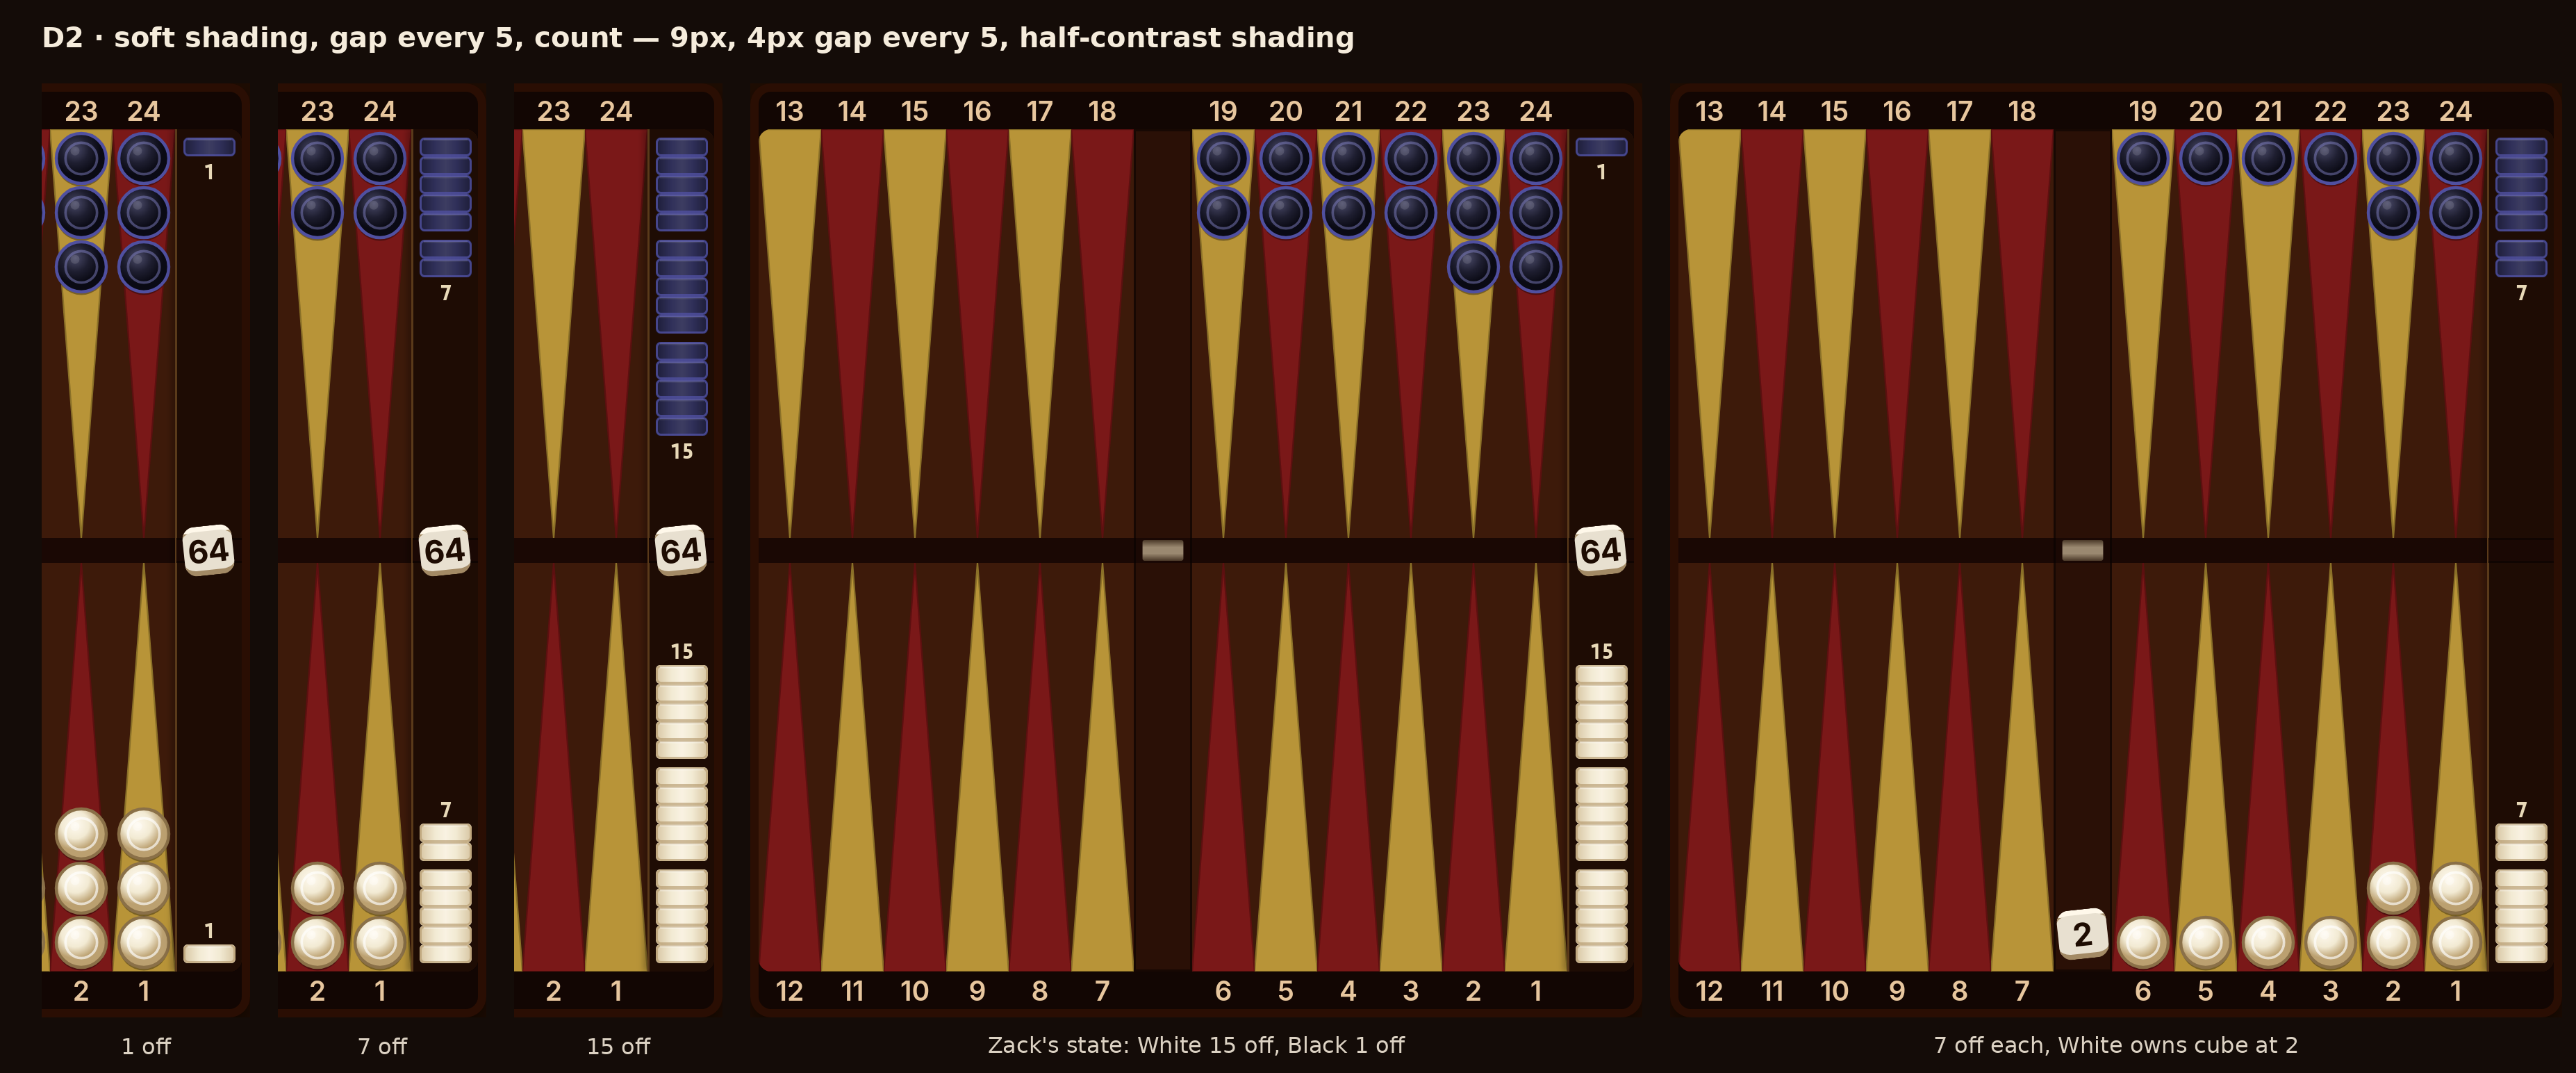 D2 · soft shading, gap every 5, count — 9px, 4px gap every 5, half-contrast shading
23 24
1
64
1
2 1
1 off
23 24
7
64
7
2 1
7 off
23 24
15
64
15
2 1
15 off
13 14 15 16 17 18 19 20 21 22 23 24
1
64
15
12 11 10 9 8 7 6 5 4 3 2 1
Zack's state: White 15 off, Black 1 off
13 14 15 16 17 18 19 20 21 22 23 24
7
7
2
12 11 10 9 8 7 6 5 4 3 2 1
7 off each, White owns cube at 2